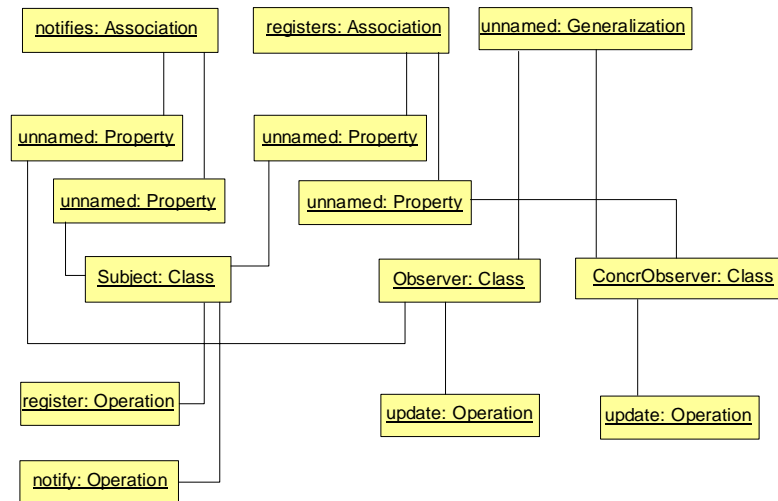 notifies: Association
registers: Association
unnamed: Generalization
unnamed: Property
unnamed: Property
unnamed: Property
unnamed: Property
Subject: Class
Observer: Class
ConcrObserver: Class
register: Operation
update: Operation
update: Operation
notify: Operation